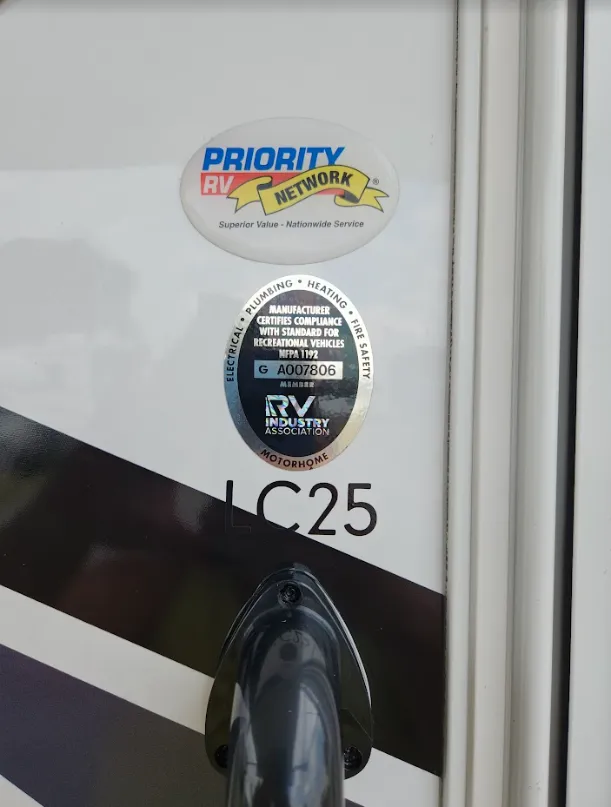 PRIORITY
RV NETWORK®
Superior Value - Nationwide Service
ELECTRICAL • PLUMBING • HEATING • FIRE SAFETY
MANUFACTURER
CERTIFIES COMPLIANCE
WITH STANDARD FOR
RECREATIONAL VEHICLES
NFPA 1192
G A007806
MEMBER
RV
INDUSTRY
ASSOCIATION
MOTORHOME
LC25